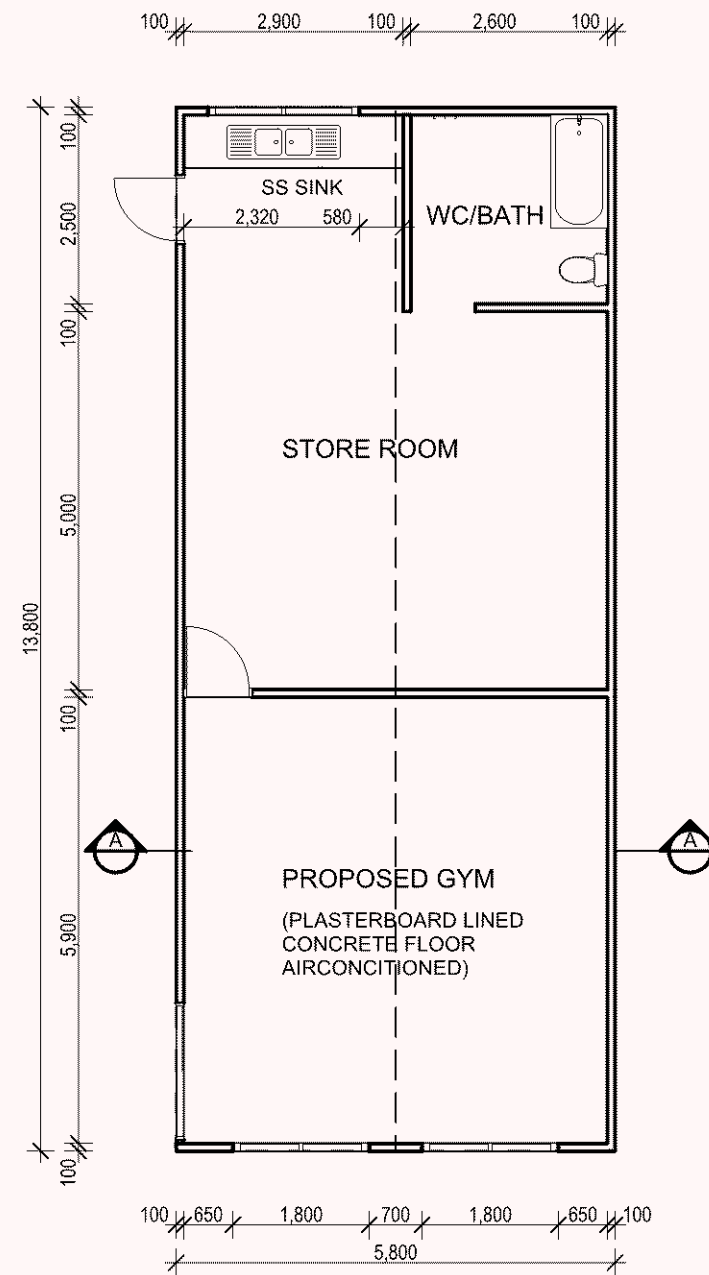 100 2,900 100 2,600 100
100
SS SINK
2,320 580
WC/BATH
2,500
100
STORE ROOM
5,000
13,800
100
A A
PROPOSED GYM
(PLASTERBOARD LINED
CONCRETE FLOOR
AIRCONCITIONED)
5,900
100
100 650 1,800 700 1,800 650 100
5,800